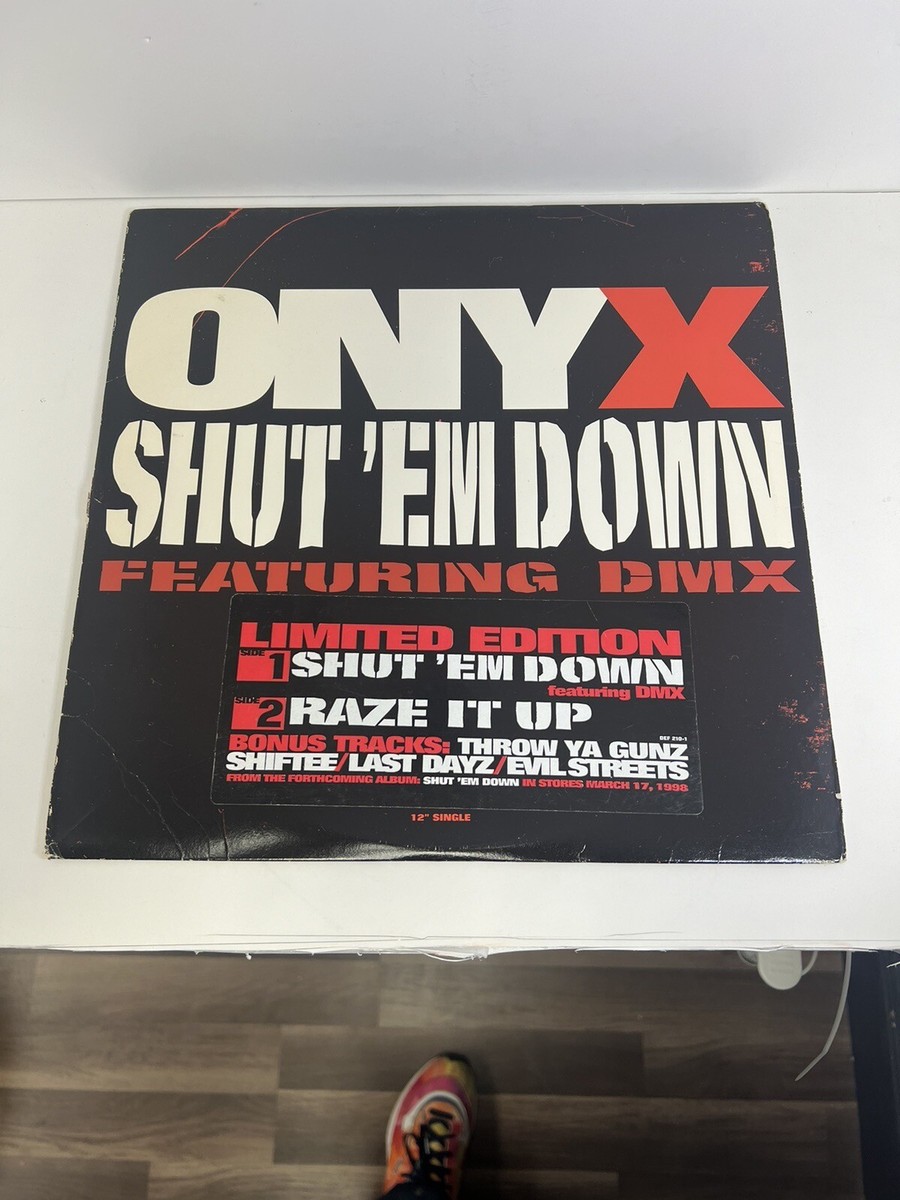 ONYX
SHUT 'EM DOWN
FEATURING DMX
LIMITED EDITION
SIDE 1 SHUT 'EM DOWN
featuring DMX
SIDE 2 RAZE IT UP
DEF 210-1
BONUS TRACKS: THROW YA GUNZ
SHIFTEE/LAST DAYZ/EVIL STREETS
FROM THE FORTHCOMING ALBUM: SHUT 'EM DOWN IN STORES MARCH 17, 1998
12" SINGLE